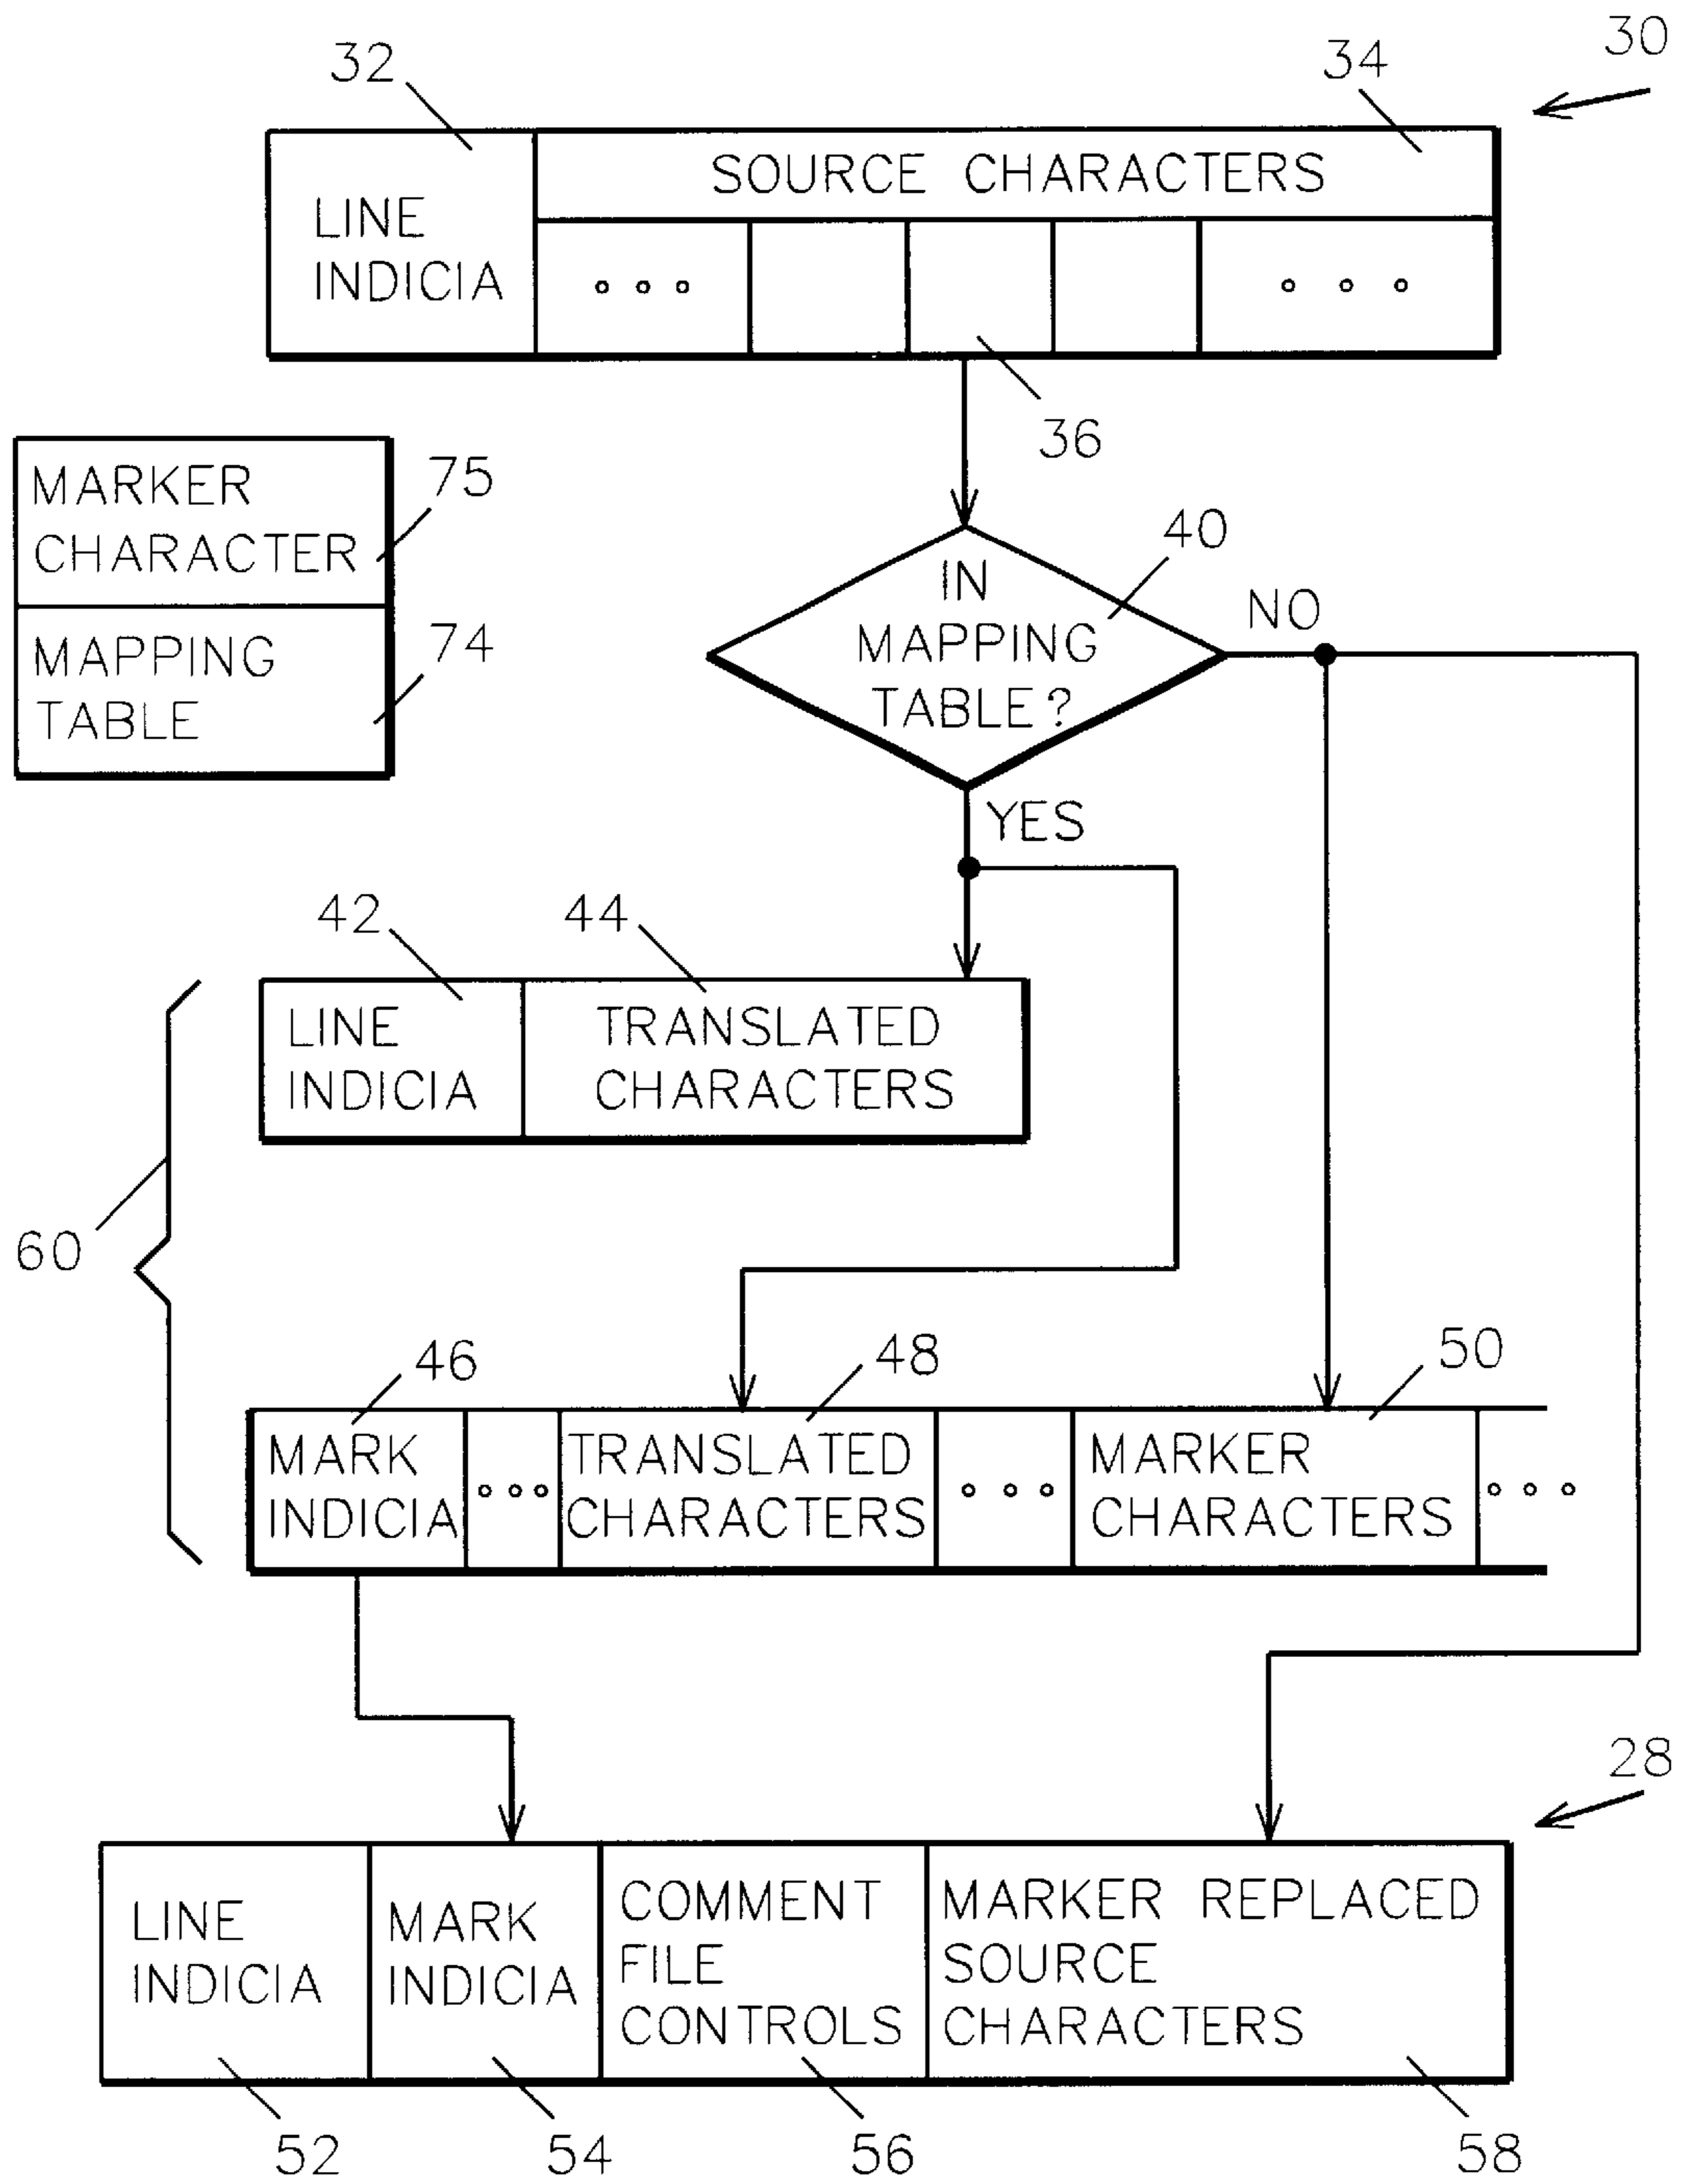 30
32
34
LINE
INDICIA
SOURCE CHARACTERS
36
MARKER
CHARACTER
75
MAPPING
TABLE
74
40
IN
MAPPING
TABLE?
NO
YES
42
44
LINE
INDICIA
TRANSLATED
CHARACTERS
60
46
48
50
MARK
INDICIA
TRANSLATED
CHARACTERS
MARKER
CHARACTERS
28
LINE
INDICIA
MARK
INDICIA
COMMENT
FILE
CONTROLS
MARKER REPLACED
SOURCE
CHARACTERS
52
54
56
58